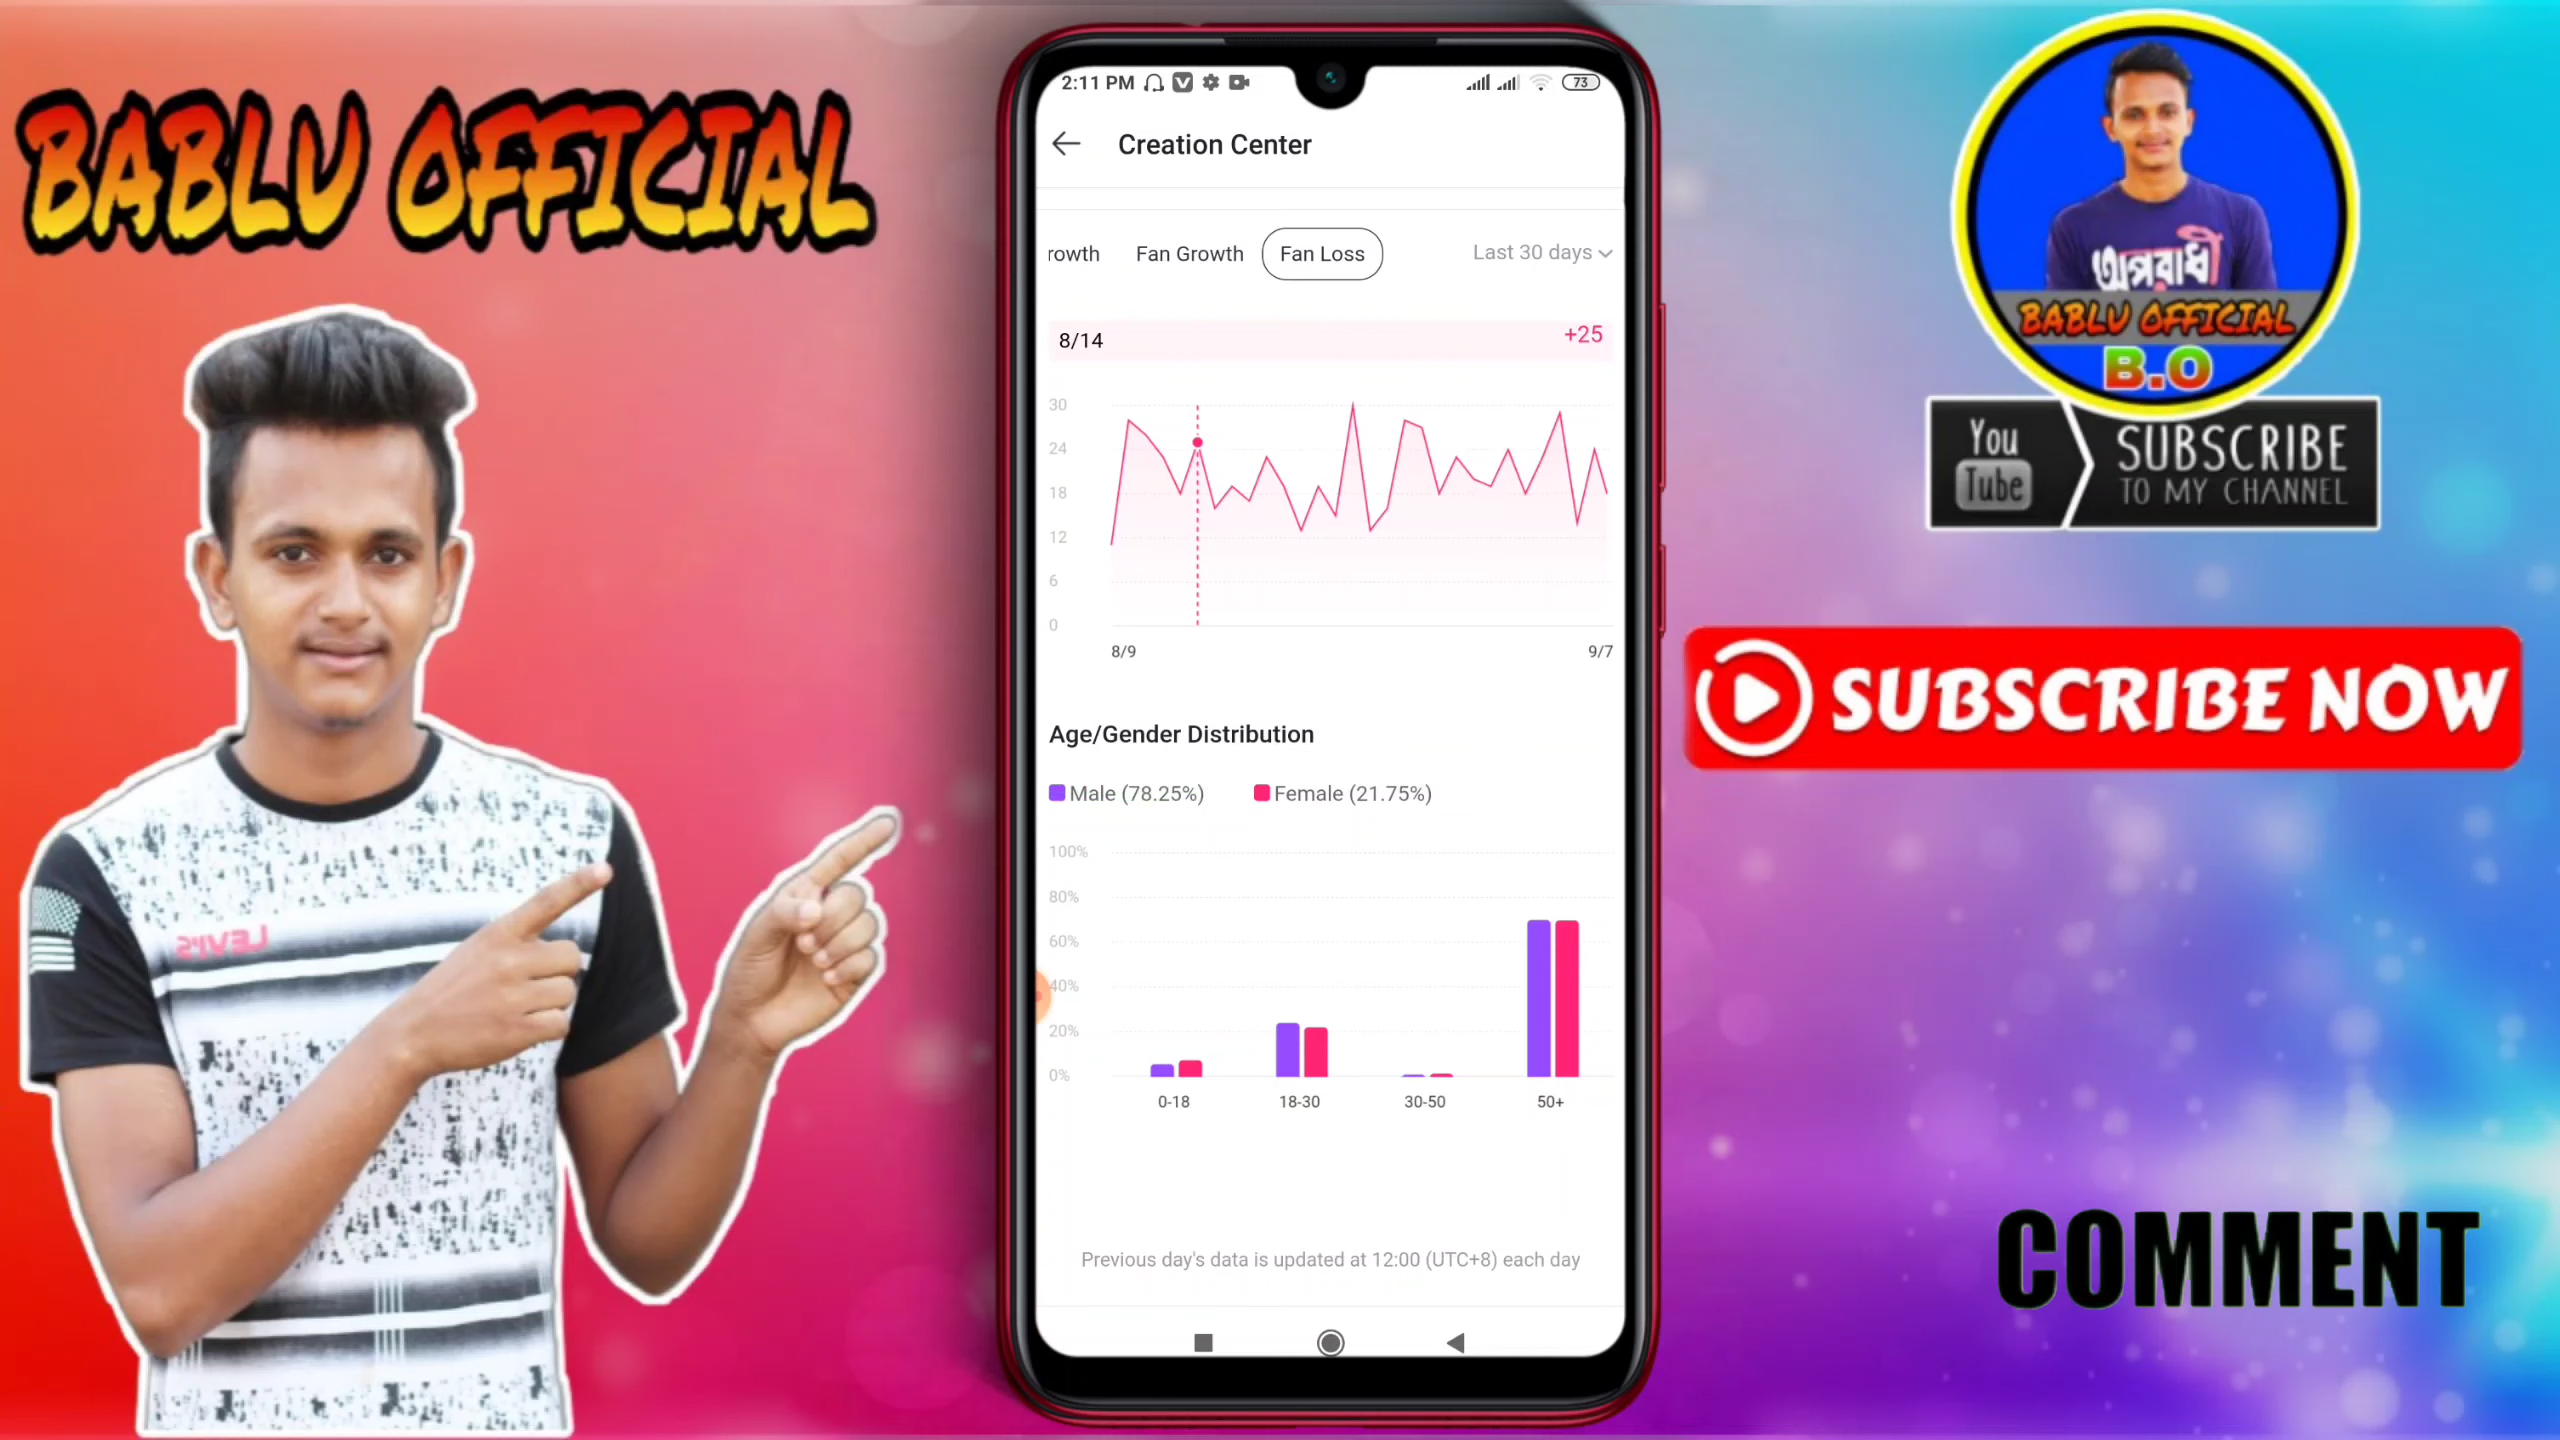 BABLU OFFICIAL
LEVI'S
2:11 PM
73
Creation Center
rowth
Fan Growth
Fan Loss
Last 30 days
8/14
+25
30
24
18
12
6
0
8/9
9/7
Age/Gender Distribution
Male (78.25%)
Female (21.75%)
100%
80%
60%
40%
20%
0%
0-18
18-30
30-50
50+
Previous day's data is updated at 12:00 (UTC+8) each day
অপরাধী
BABLU OFFICIAL
B.O
You Tube
SUBSCRIBE
TO MY CHANNEL
SUBSCRIBE NOW
COMMENT